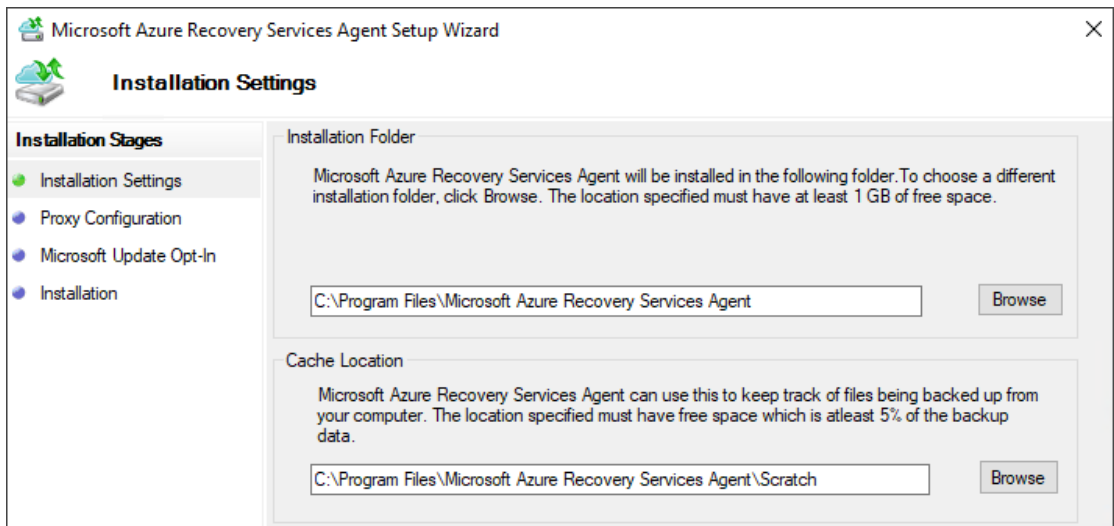 Microsoft Azure Recovery Services Agent Setup Wizard
Installation Settings
Installation Stages
Installation Settings
Proxy Configuration
Microsoft Update Opt-In
Installation
Installation Folder
Microsoft Azure Recovery Services Agent will be installed in the following folder.To choose a different
installation folder, click Browse. The location specified must have at least 1 GB of free space.
C:\Program Files\Microsoft Azure Recovery Services Agent
Browse
Cache Location
Microsoft Azure Recovery Services Agent can use this to keep track of files being backed up from
your computer. The location specified must have free space which is atleast 5% of the backup
data.
C:\Program Files\Microsoft Azure Recovery Services Agent\Scratch
Browse